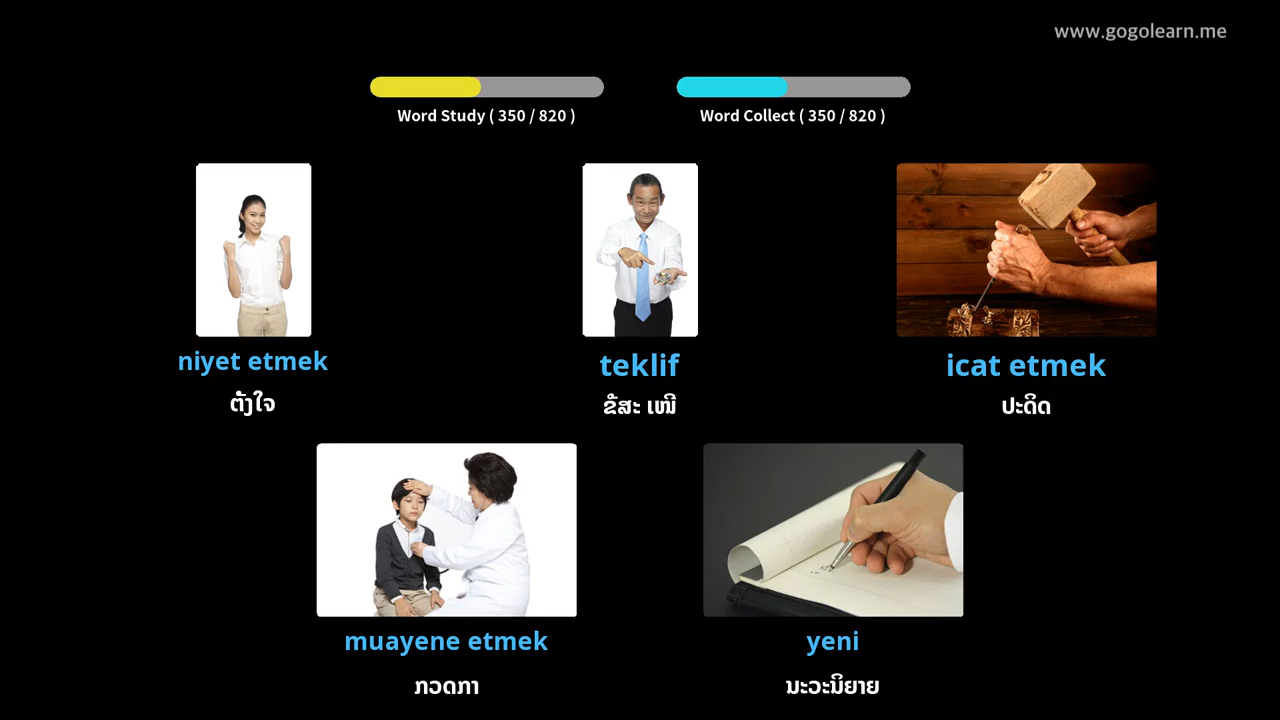 www.gogolearn.me
Word Study ( 350 / 820 )
Word Collect ( 350 / 820 )
niyet etmek
ຕັ້ງໃຈ
teklif
ຂໍ້ສະ ເໜີ
icat etmek
ປະດິດ
muayene etmek
ກວດກາ
yeni
ນະວະນິຍາຍ